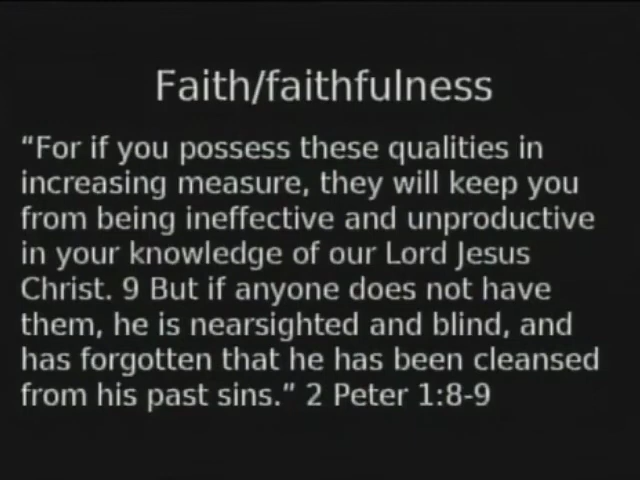 Faith/faithfulness
“For if you possess these qualities in
increasing measure, they will keep you
from being ineffective and unproductive
in your knowledge of our Lord Jesus
Christ. 9 But if anyone does not have
them, he is nearsighted and blind, and
has forgotten that he has been cleansed
from his past sins.” 2 Peter 1:8-9